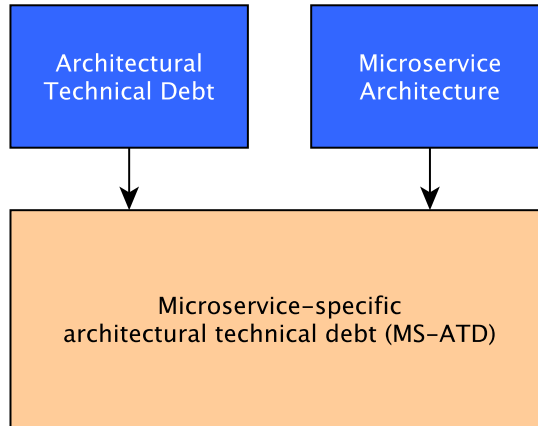 Architectural
Technical Debt
Microservice
Architecture
Microservice-specific
architectural technical debt (MS-ATD)